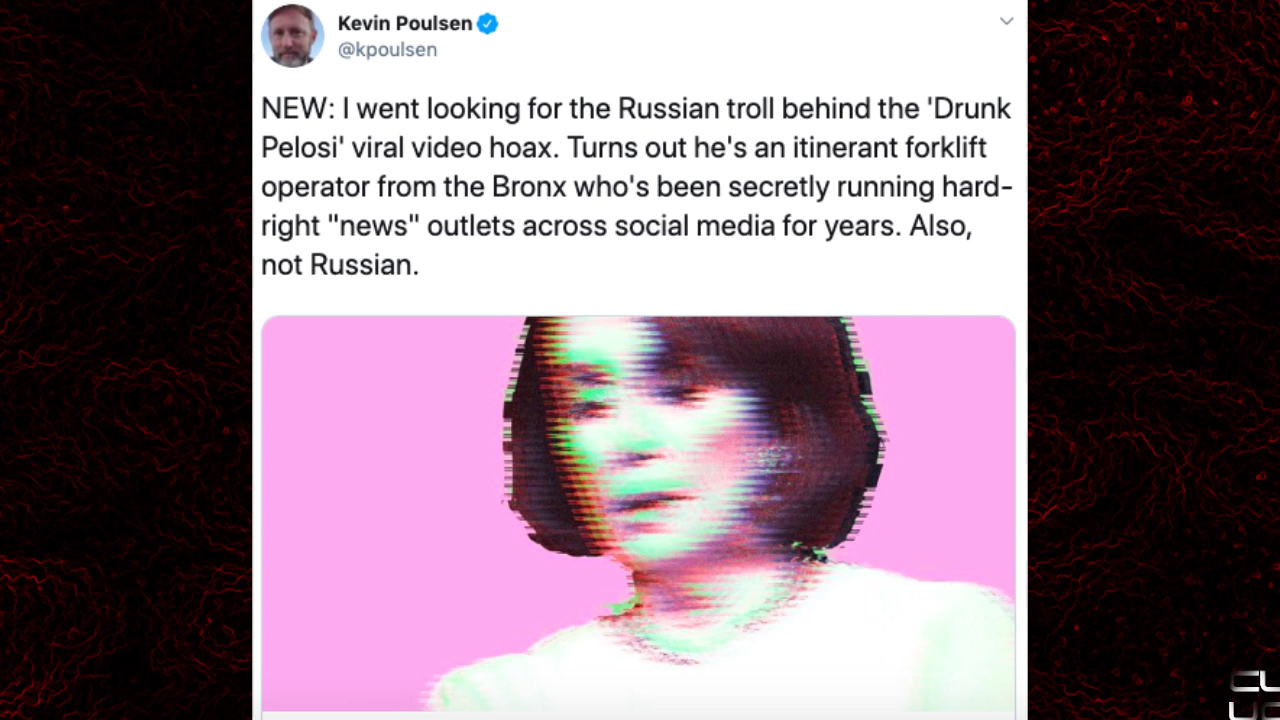 Kevin Poulsen
@kpoulsen
NEW: I went looking for the Russian troll behind the 'Drunk
Pelosi' viral video hoax. Turns out he's an itinerant forklift
operator from the Bronx who's been secretly running hard-
right "news" outlets across social media for years. Also,
not Russian.